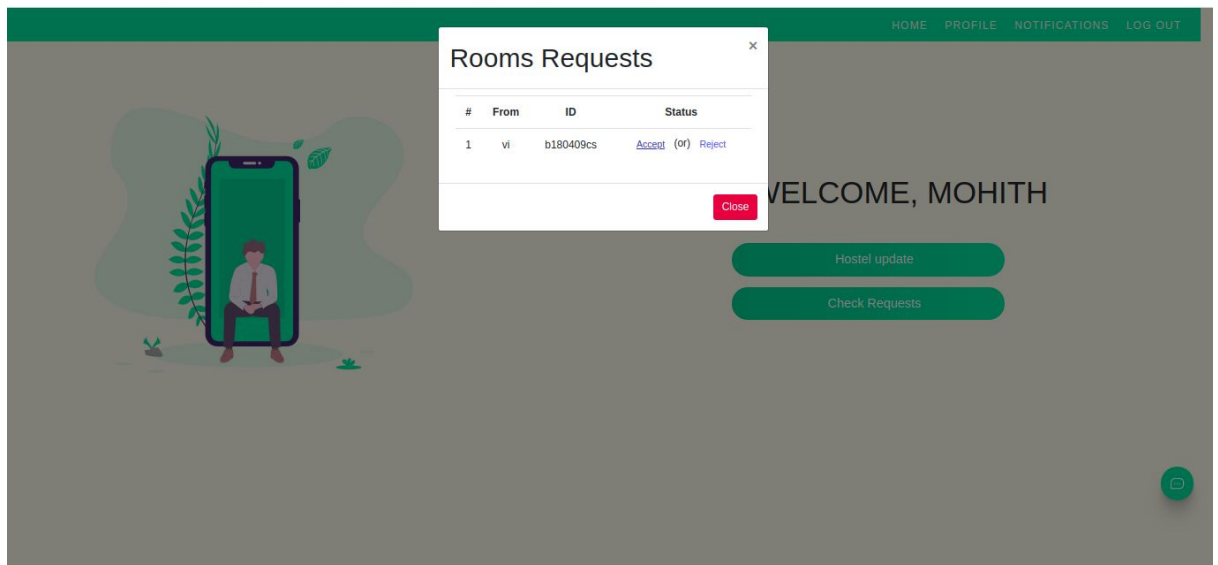 HOME PROFILE NOTIFICATIONS LOG OUT
Rooms Requests ×
# From ID Status
1 vi b180409cs Accept (or) Reject
Close
WELCOME, MOHITH
Hostel update
Check Requests